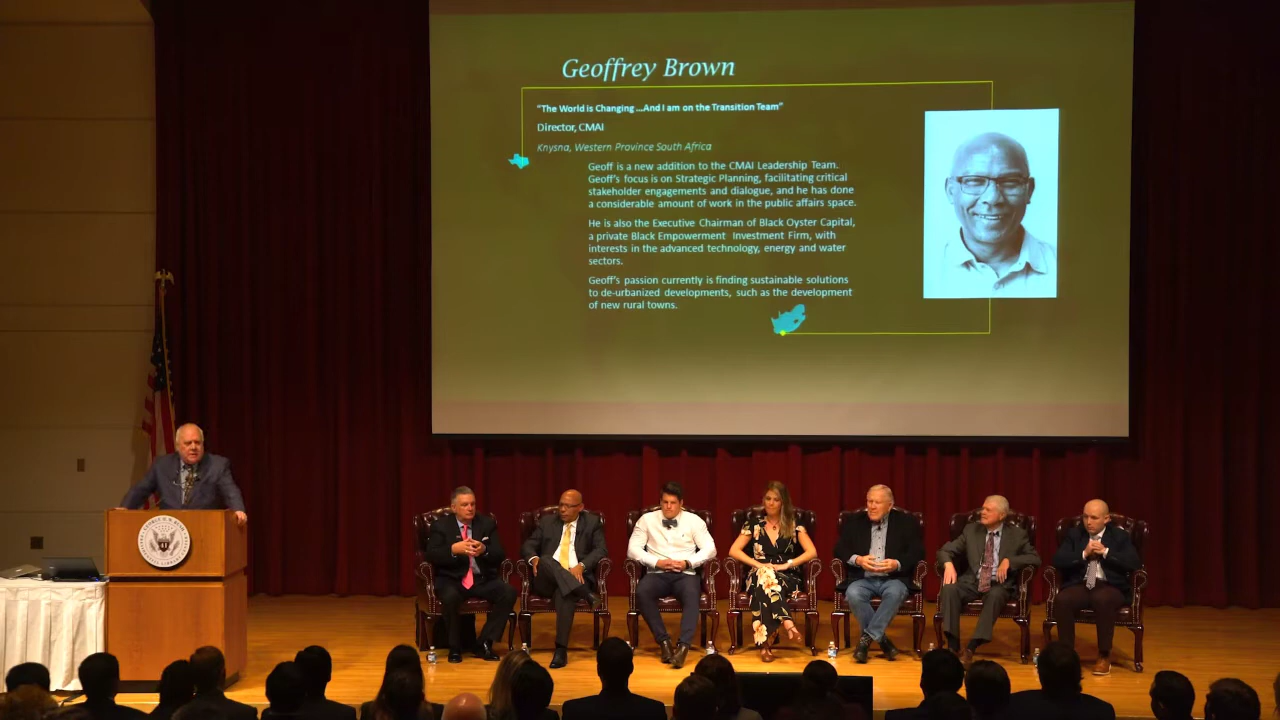 Geoffrey Brown
“The World is Changing ...And I am on the Transition Team”
Director, CMAI
Knysna, Western Province South Africa
Geoff is a new addition to the CMAI Leadership Team.
Geoff’s focus is on Strategic Planning, facilitating critical
stakeholder engagements and dialogue, and he has done
a considerable amount of work in the public affairs space.
He is also the Executive Chairman of Black Oyster Capital,
a private Black Empowerment Investment Firm, with
interests in the advanced technology, energy and water
sectors.
Geoff’s passion currently is finding sustainable solutions
to de-urbanized developments, such as the development
of new rural towns.